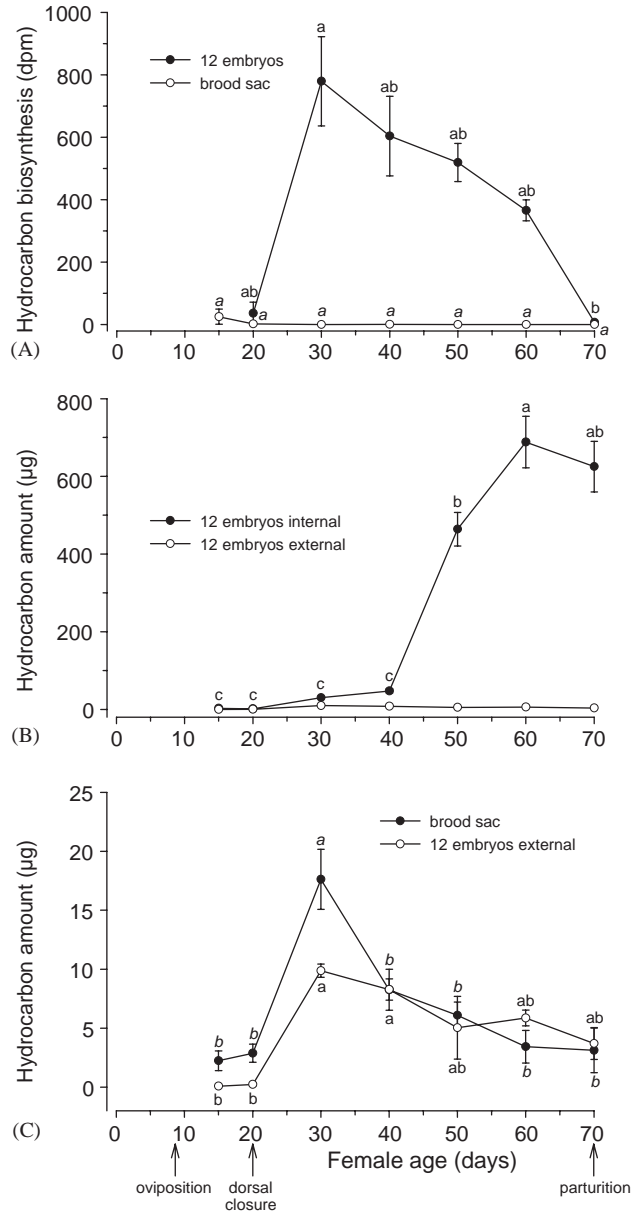 1000
800
600
400
200
0
Hydrocarbon biosynthesis (dpm)
12 embryos
brood sac
a ab a ab a ab a ab a ab a b a
0 10 20 30 40 50 60 70
(A)
800
600
400
200
0
Hydrocarbon amount (µg)
12 embryos internal
12 embryos external
c c c c b a ab
0 10 20 30 40 50 60 70
(B)
25
20
15
10
5
0
Hydrocarbon amount (µg)
brood sac
12 embryos external
b b a b b ab ab
b b a a ab b b
0 10 20 30 40 50 60 70
(C)
Female age (days)
oviposition dorsal closure parturition